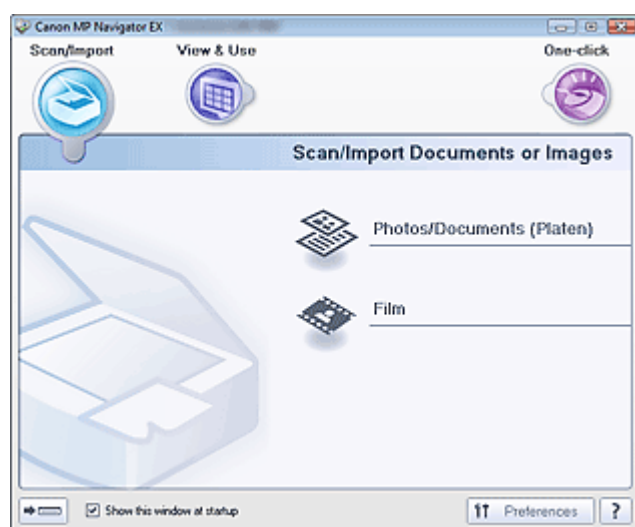 Canon MP Navigator EX
Scan/Import View & Use One-click
Scan/Import Documents or Images
Photos/Documents (Platen)
Film
Show this window at startup Preferences ?